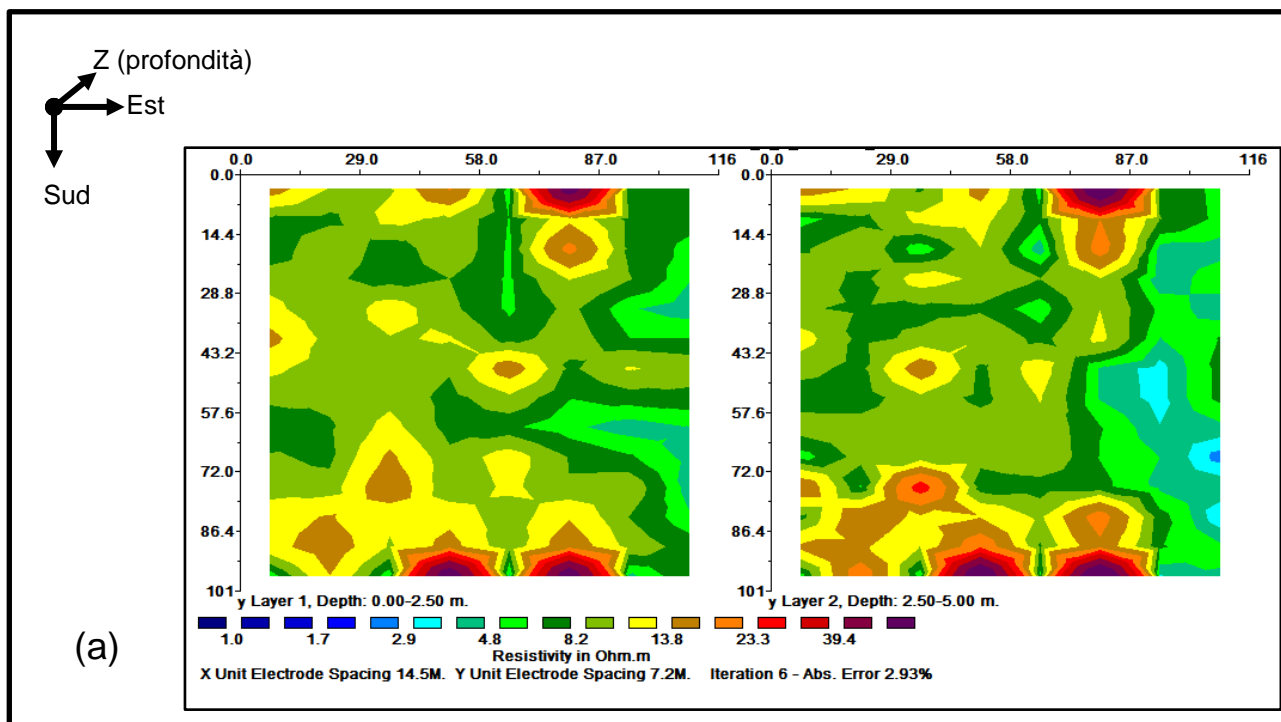 Z (profondità)
Est
Sud
0.0 29.0 58.0 87.0 116 0.0 29.0 58.0 87.0 116
0.0 0.0
14.4 14.4
28.8 28.8
43.2 43.2
57.6 57.6
72.0 72.0
86.4 86.4
101 101
y Layer 1, Depth: 0.00-2.50 m. y Layer 2, Depth: 2.50-5.00 m.
1.0 1.7 2.9 4.8 8.2 13.8 23.3 39.4
Resistivity in Ohm.m
X Unit Electrode Spacing 14.5M. Y Unit Electrode Spacing 7.2M. Iteration 6 - Abs. Error 2.93%
(a)